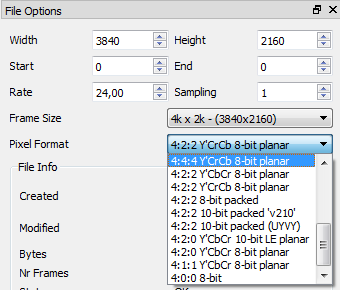 File Options
Width 3840 Height 2160
Start 0 End 0
Rate 24,00 Sampling 1
Frame Size 4k x 2k - (3840x2160)
Pixel Format 4:2:2 Y'CrCb 8-bit planar
4:4:4 Y'CrCb 8-bit planar
File Info
4:2:2 Y'CbCr 8-bit planar
4:2:2 Y'CrCb 8-bit planar
Created
4:2:2 8-bit packed
4:2:2 10-bit packed 'v210'
Modified
4:2:2 10-bit packed (UYVY)
4:2:0 Y'CbCr 10-bit LE planar
Bytes
4:2:0 Y'CbCr 8-bit planar
4:1:1 Y'CbCr 8-bit planar
Nr Frames
4:0:0 8-bit